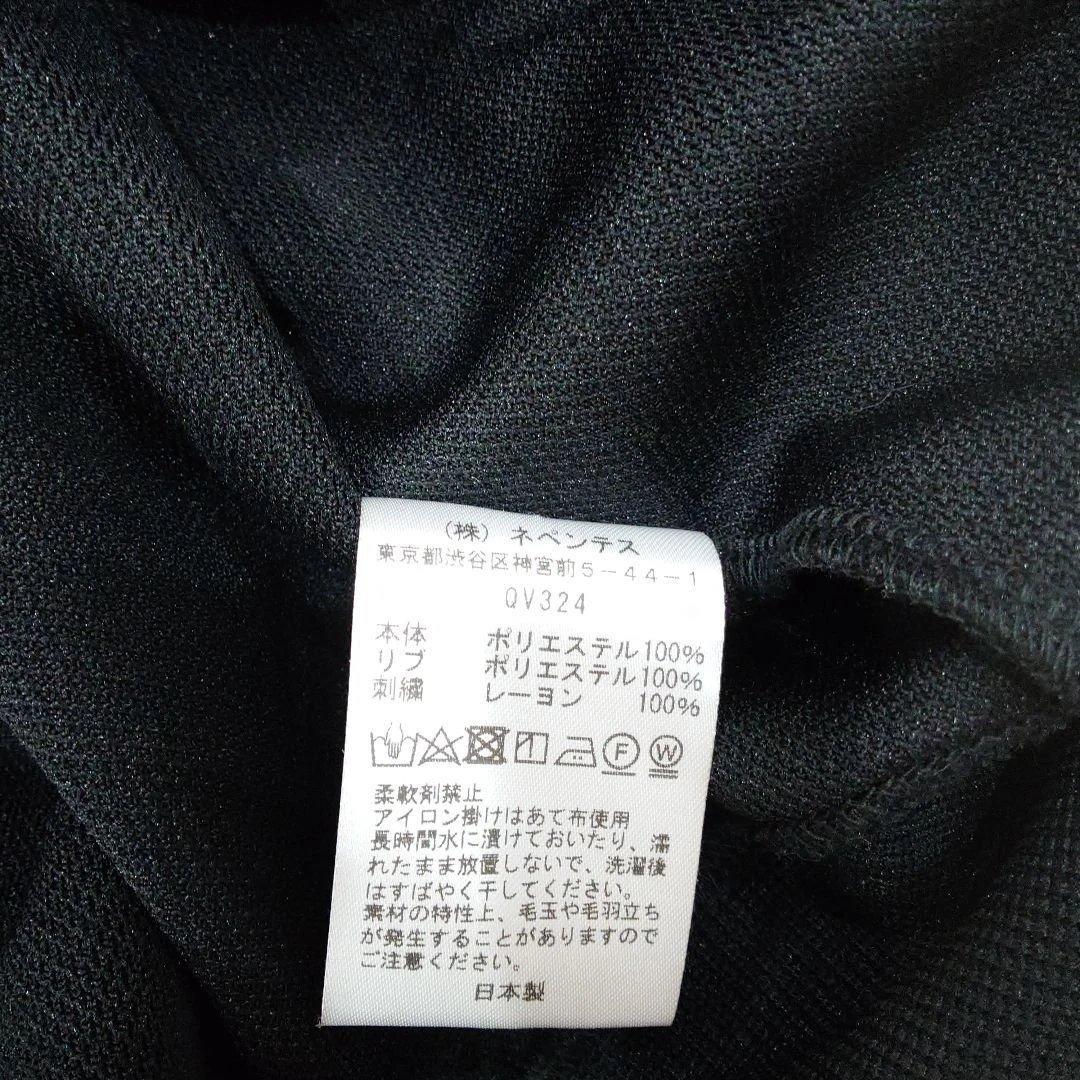 (株)ネペンテス
東京都渋谷区神宮前5-44-1
QV324
本体 ポリエステル100%
リブ ポリエステル100%
刺繍 レーヨン 100%
F W
柔軟剤禁止
アイロン掛けはあて布使用
長時間水に漬けておいたり、濡
れたまま放置しないで、洗濯後
はすばやく干してください。
素材の特性上、毛玉や毛羽立ち
が発生することがありますので
ご注意ください。
日本製